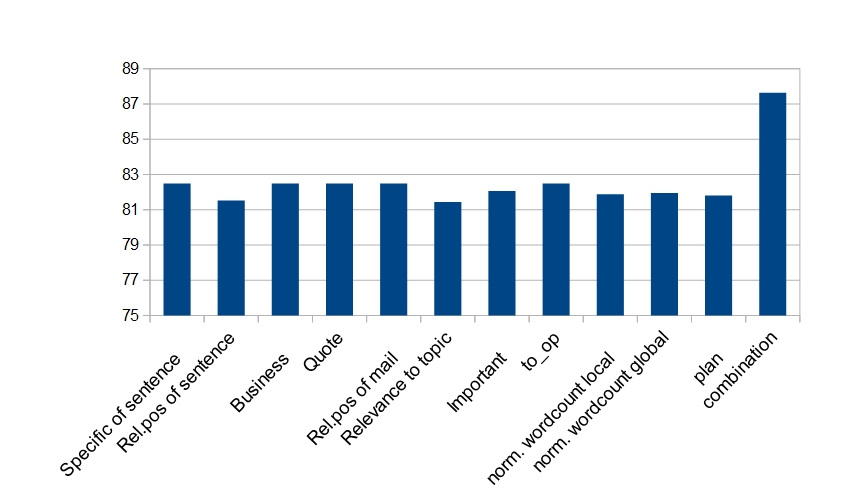 89
87
85
83
81
79
77
75
Specific of sentence
Rel.pos of sentence
Business
Quote
Rel.pos of mail
Relevance to topic
Important
to_op
norm. wordcount local
norm. wordcount global
plan
combination